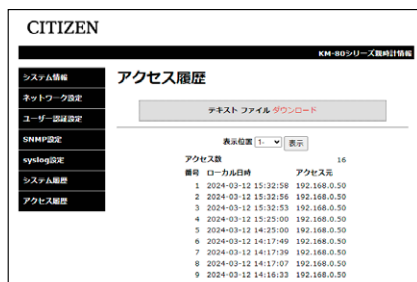 CITIZEN
KM-80シリーズ親時計情報
システム情報
ネットワーク設定
ユーザー認証設定
SNMP設定
syslog設定
システム履歴
アクセス履歴
アクセス履歴
テキスト ファイル ダウンロード
表示位置 1- 表示
アクセス数 16
番号 ローカル日時 アクセス元
1 2024-03-12 15:32:58 192.168.0.50
2 2024-03-12 15:32:56 192.168.0.50
3 2024-03-12 15:32:53 192.168.0.50
4 2024-03-12 15:25:00 192.168.0.50
5 2024-03-12 14:25:00 192.168.0.50
6 2024-03-12 14:17:49 192.168.0.50
7 2024-03-12 14:17:39 192.168.0.50
8 2024-03-12 14:17:07 192.168.0.50
9 2024-03-12 14:16:33 192.168.0.50